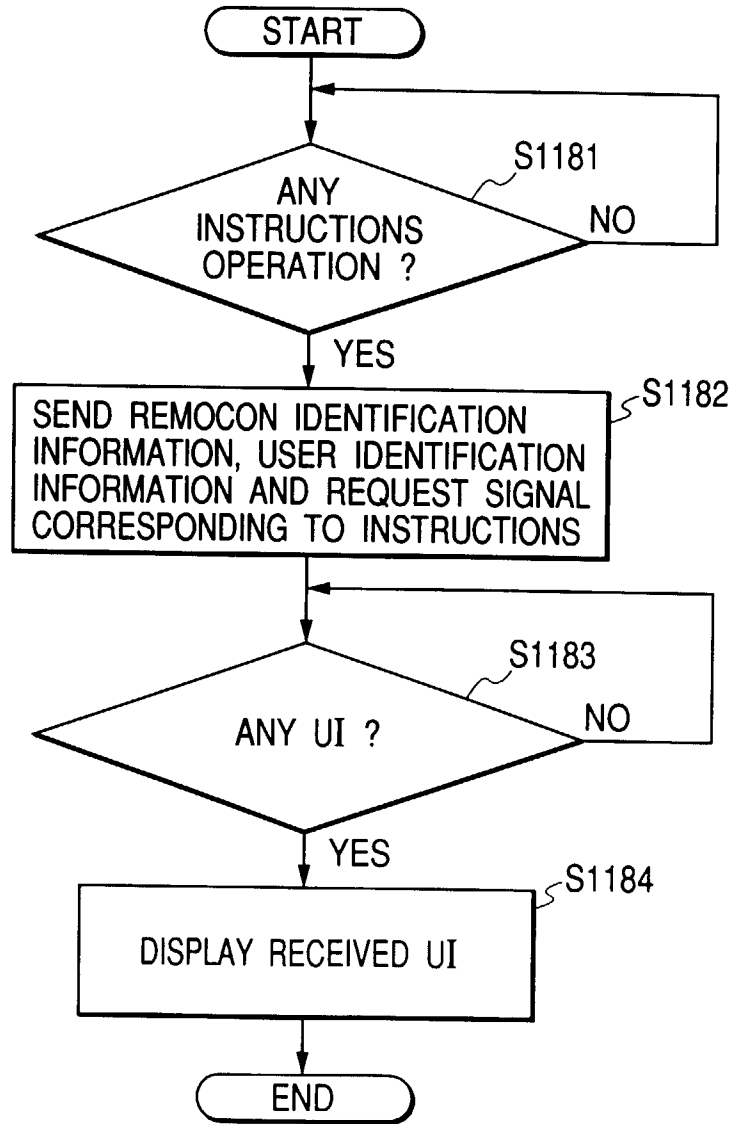 START
S1181
ANY
INSTRUCTIONS
OPERATION ?
NO
YES
S1182
SEND REMOCON IDENTIFICATION
INFORMATION, USER IDENTIFICATION
INFORMATION AND REQUEST SIGNAL
CORRESPONDING TO INSTRUCTIONS
S1183
ANY UI ?
NO
YES
S1184
DISPLAY RECEIVED UI
END